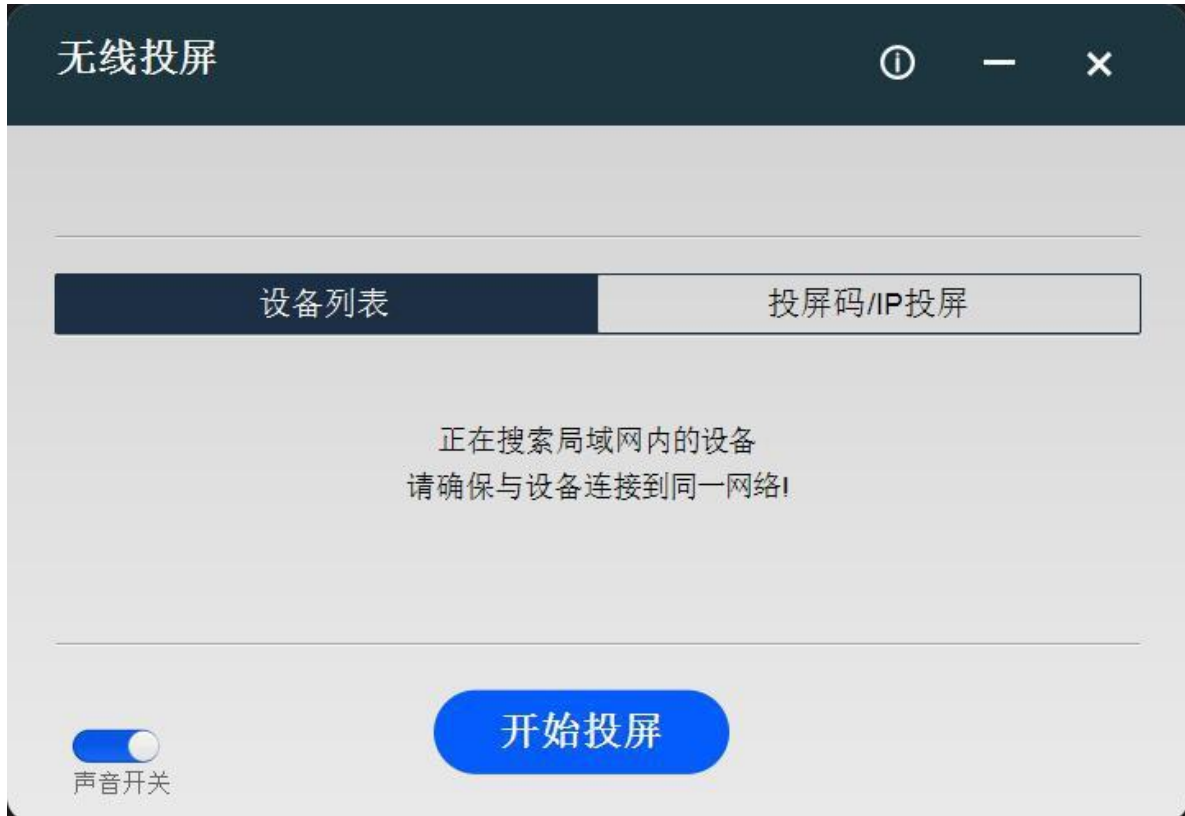 无线投屏
设备列表
投屏码/IP投屏
正在搜索局域网内的设备
请确保与设备连接到同一网络!
开始投屏
声音开关